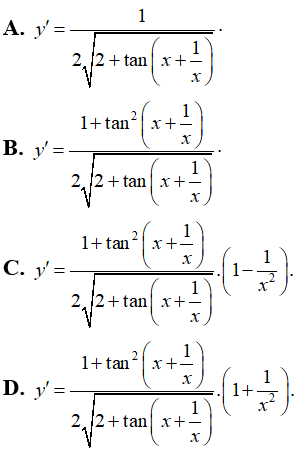 A. y′ = 1 / (2√(2 + tan(x + 1/x))) .
B. y′ = (1 + tan²(x + 1/x)) / (2√(2 + tan(x + 1/x))) .
C. y′ = (1 + tan²(x + 1/x)) / (2√(2 + tan(x + 1/x))) . (1 − 1/x²).
D. y′ = (1 + tan²(x + 1/x)) / (2√(2 + tan(x + 1/x))) . (1 + 1/x²).